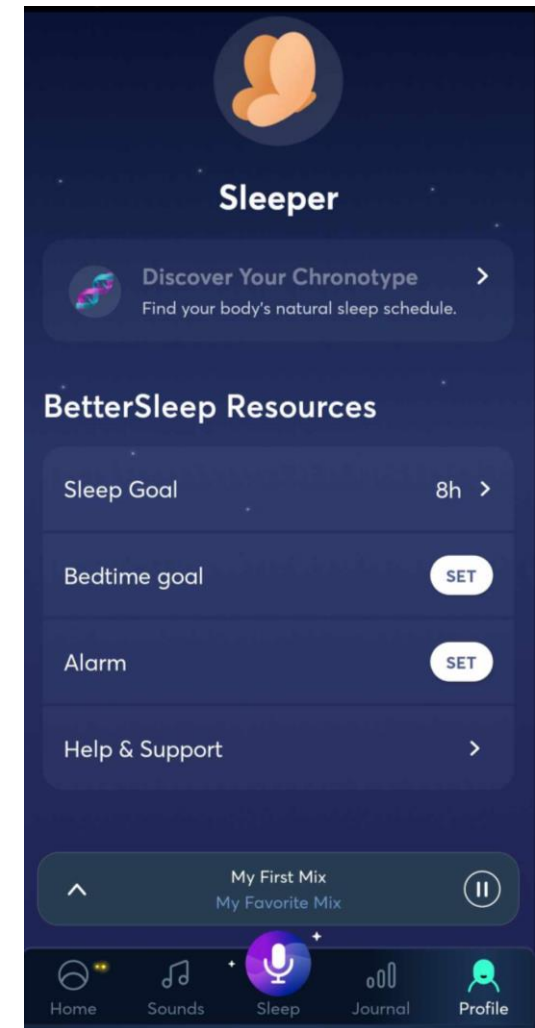 Sleeper
Discover Your Chronotype
Find your body's natural sleep schedule.
BetterSleep Resources
Sleep Goal 8h
Bedtime goal SET
Alarm SET
Help & Support
My First Mix
My Favorite Mix
Home Sounds Sleep Journal Profile